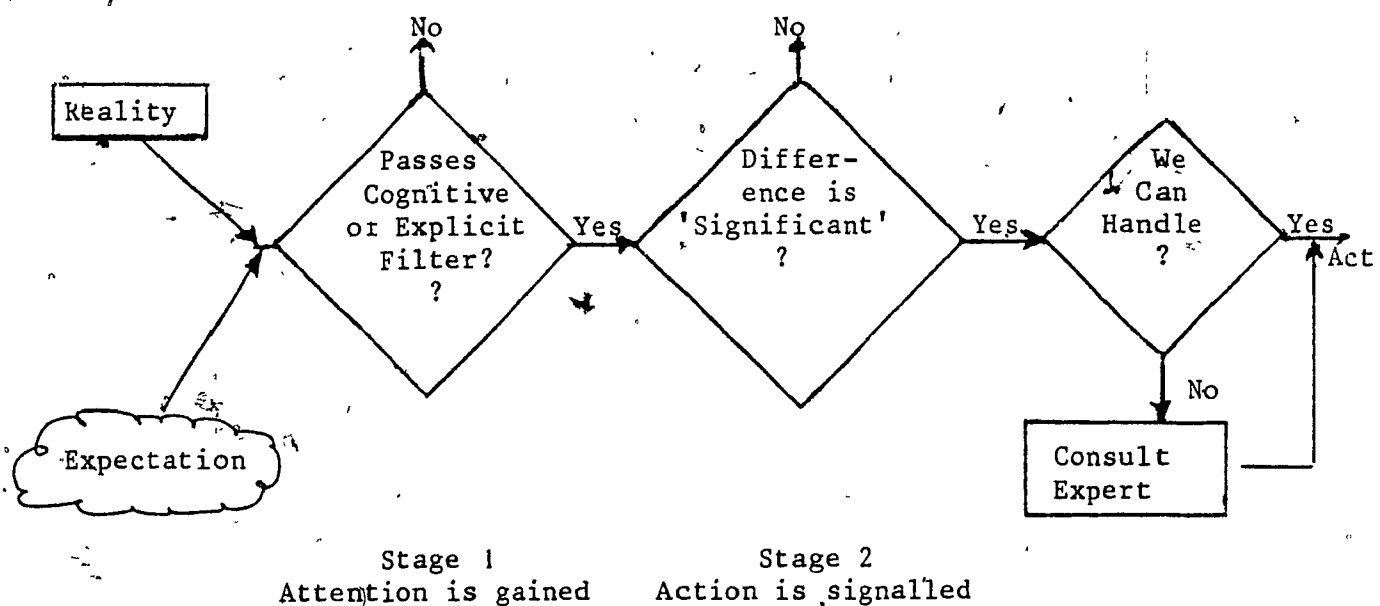 No
No
Reality
Passes
Cognitive
or Explicit
Filter?
?
Yes
Differ-
ence is
'Significant'
?
Yes
We
Can
Handle
?
Yes
Act
No
Expectation
Consult
Expert
Stage 1
Attention is gained
Stage 2
Action is signalled